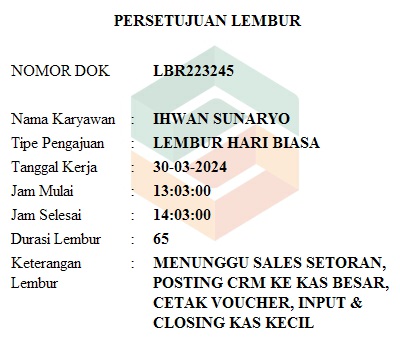 PERSETUJUAN LEMBUR
NOMOR DOK LBR223245
Nama Karyawan : IHWAN SUNARYO
Tipe Pengajuan : LEMBUR HARI BIASA
Tanggal Kerja : 30-03-2024
Jam Mulai : 13:03:00
Jam Selesai : 14:03:00
Durasi Lembur : 65
Keterangan : MENUNGGU SALES SETORAN,
Lembur POSTING CRM KE KAS BESAR,
CETAK VOUCHER, INPUT &
CLOSING KAS KECIL